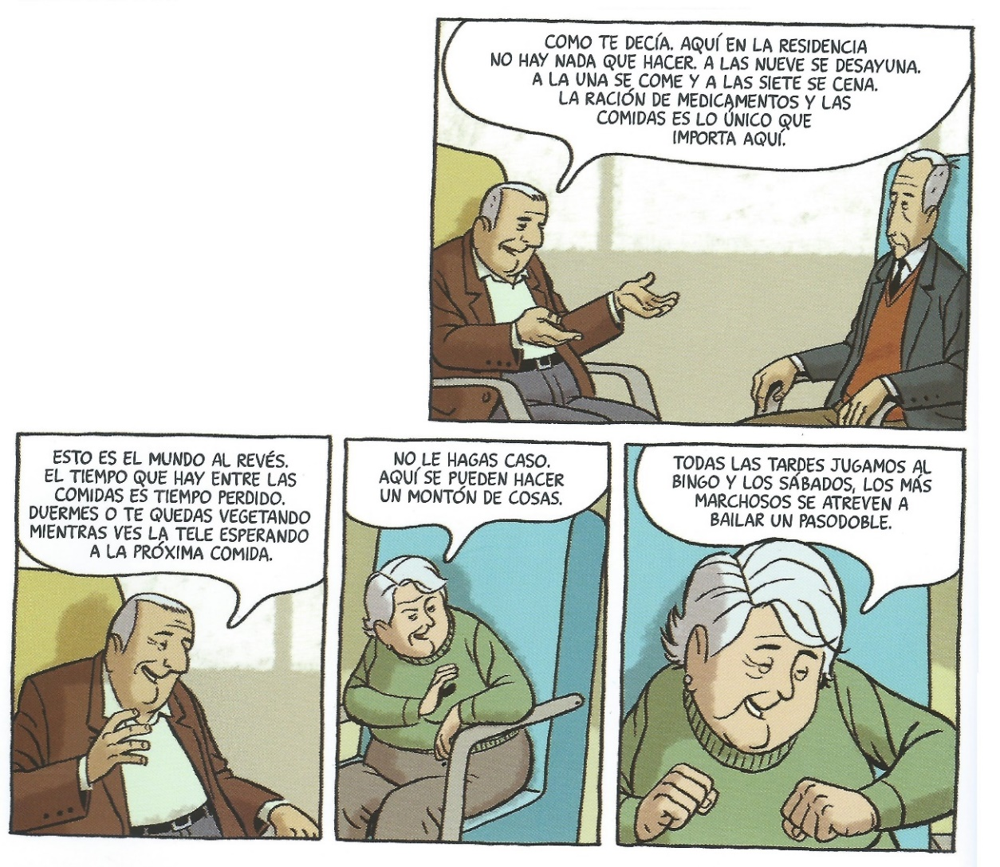 COMO TE DECÍA. AQUÍ EN LA RESIDENCIA
NO HAY NADA QUE HACER. A LAS NUEVE SE DESAYUNA.
A LA UNA SE COME Y A LAS SIETE SE CENA.
LA RACIÓN DE MEDICAMENTOS Y LAS
COMIDAS ES LO ÚNICO QUE
IMPORTA AQUÍ.
ESTO ES EL MUNDO AL REVÉS.
EL TIEMPO QUE HAY ENTRE LAS
COMIDAS ES TIEMPO PERDIDO.
DUERMES O TE QUEDAS VEGETANDO
MIENTRAS VES LA TELE ESPERANDO
A LA PRÓXIMA COMIDA.
NO LE HAGAS CASO.
AQUÍ SE PUEDEN HACER
UN MONTÓN DE COSAS.
TODAS LAS TARDES JUGAMOS AL
BINGO Y LOS SÁBADOS, LOS MÁS
MARCHOSOS SE ATREVEN A
BAILAR UN PASODOBLE.